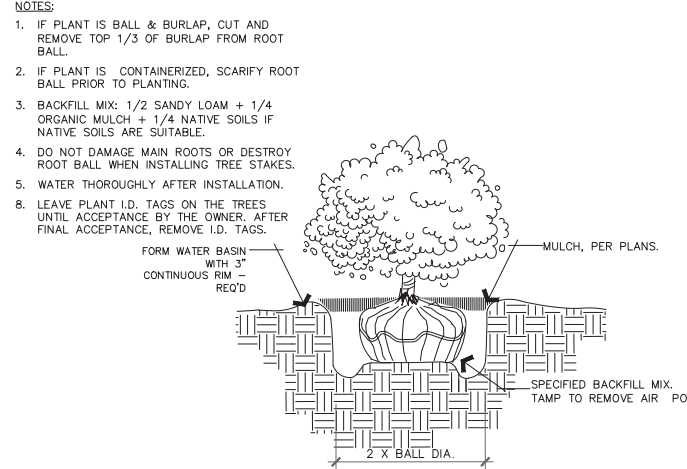 NOTES:
1. IF PLANT IS BALL & BURLAP, CUT AND
REMOVE TOP 1/3 OF BURLAP FROM ROOT
BALL.
2. IF PLANT IS CONTAINERIZED, SCARIFY ROOT
BALL PRIOR TO PLANTING.
3. BACKFILL MIX: 1/2 SANDY LOAM + 1/4
ORGANIC MULCH + 1/4 NATIVE SOILS IF
NATIVE SOILS ARE SUITABLE.
4. DO NOT DAMAGE MAIN ROOTS OR DESTROY
ROOT BALL WHEN INSTALLING TREE STAKES.
5. WATER THOROUGHLY AFTER INSTALLATION.
8. LEAVE PLANT I.D. TAGS ON THE TREES
UNTIL ACCEPTANCE BY THE OWNER. AFTER
FINAL ACCEPTANCE, REMOVE I.D. TAGS.
FORM WATER BASIN
WITH 3"
CONTINUOUS RIM –
REQ'D
MULCH, PER PLANS.
SPECIFIED BACKFILL MIX.
TAMP TO REMOVE AIR PO
2 X BALL DIA.